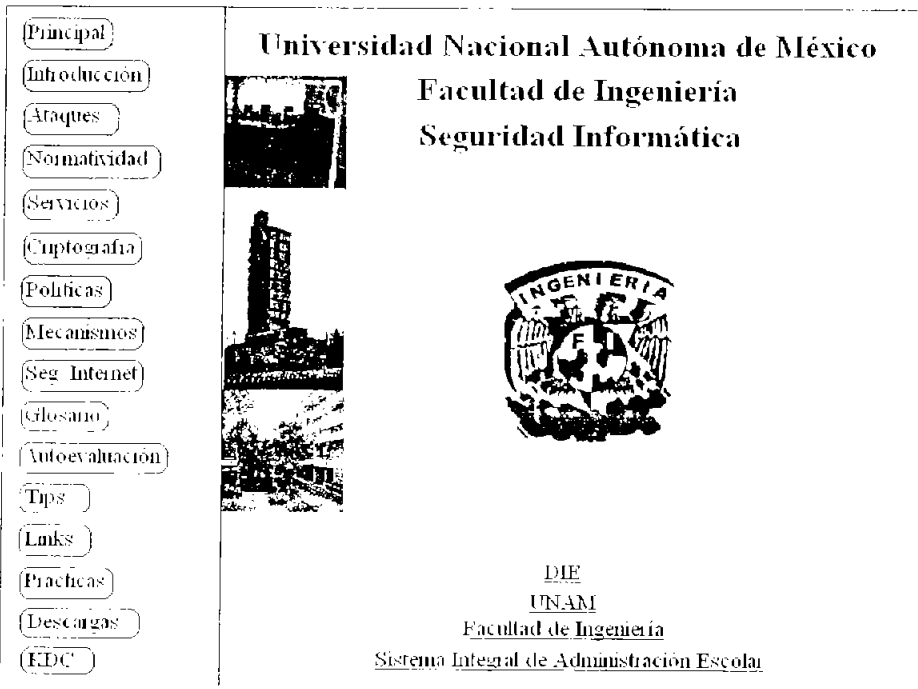 Principal
Introducción
Ataques
Normatividad
Servicios
Criptografía
Políticas
Mecanismos
Seg Internet
Glosario
Autoevaluación
Tips
Links
Practicas
Descargas
KDC
Universidad Nacional Autónoma de México
Facultad de Ingeniería
Seguridad Informática
INGENIERIA
F I
DIE
UNAM
Facultad de Ingeniería
Sistema Integral de Administración Escolar